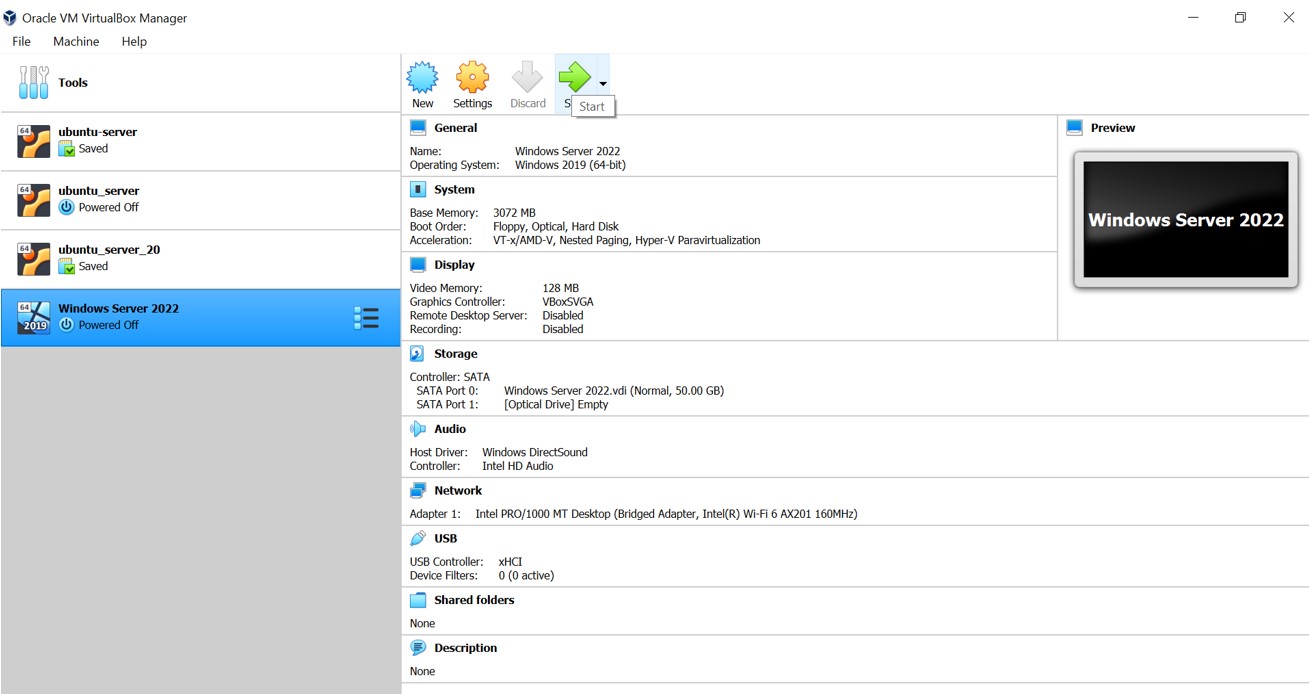 Oracle VM VirtualBox Manager
File Machine Help
Tools
64
ubuntu-server
Saved
64
ubuntu_server
Powered Off
64
ubuntu_server_20
Saved
64
2019
Windows Server 2022
Powered Off
New Settings Discard S
Start
General
Name: Windows Server 2022
Operating System: Windows 2019 (64-bit)
System
Base Memory: 3072 MB
Boot Order: Floppy, Optical, Hard Disk
Acceleration: VT-x/AMD-V, Nested Paging, Hyper-V Paravirtualization
Display
Video Memory: 128 MB
Graphics Controller: VBoxSVGA
Remote Desktop Server: Disabled
Recording: Disabled
Preview
Windows Server 2022
Storage
Controller: SATA
SATA Port 0: Windows Server 2022.vdi (Normal, 50.00 GB)
SATA Port 1: [Optical Drive] Empty
Audio
Host Driver: Windows DirectSound
Controller: Intel HD Audio
Network
Adapter 1: Intel PRO/1000 MT Desktop (Bridged Adapter, Intel(R) Wi-Fi 6 AX201 160MHz)
USB
USB Controller: xHCI
Device Filters: 0 (0 active)
Shared folders
None
Description
None